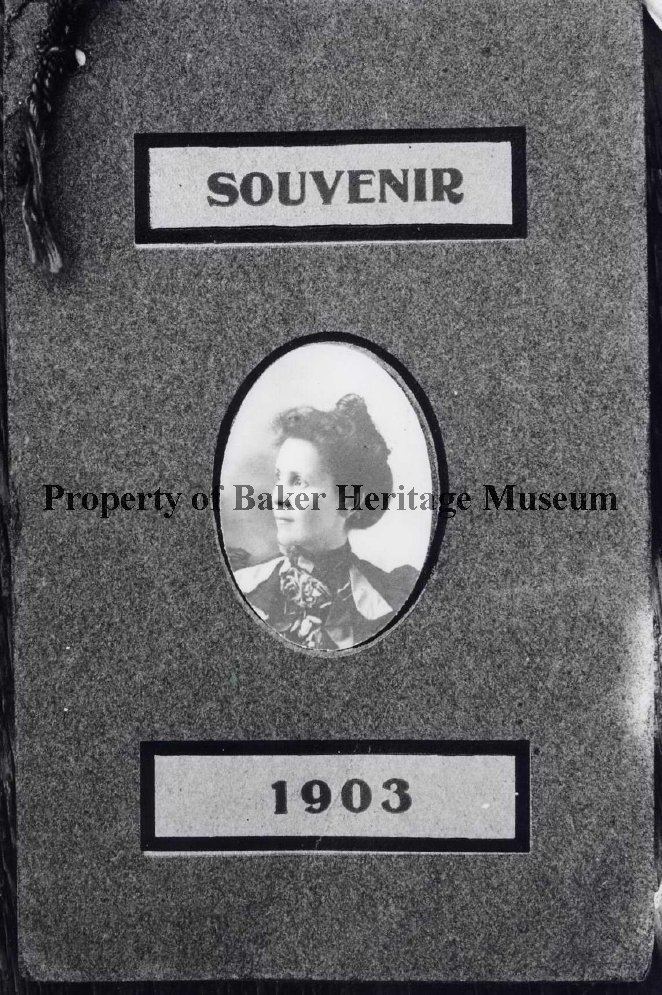 SOUVENIR
Property of Baker Heritage Museum
1903